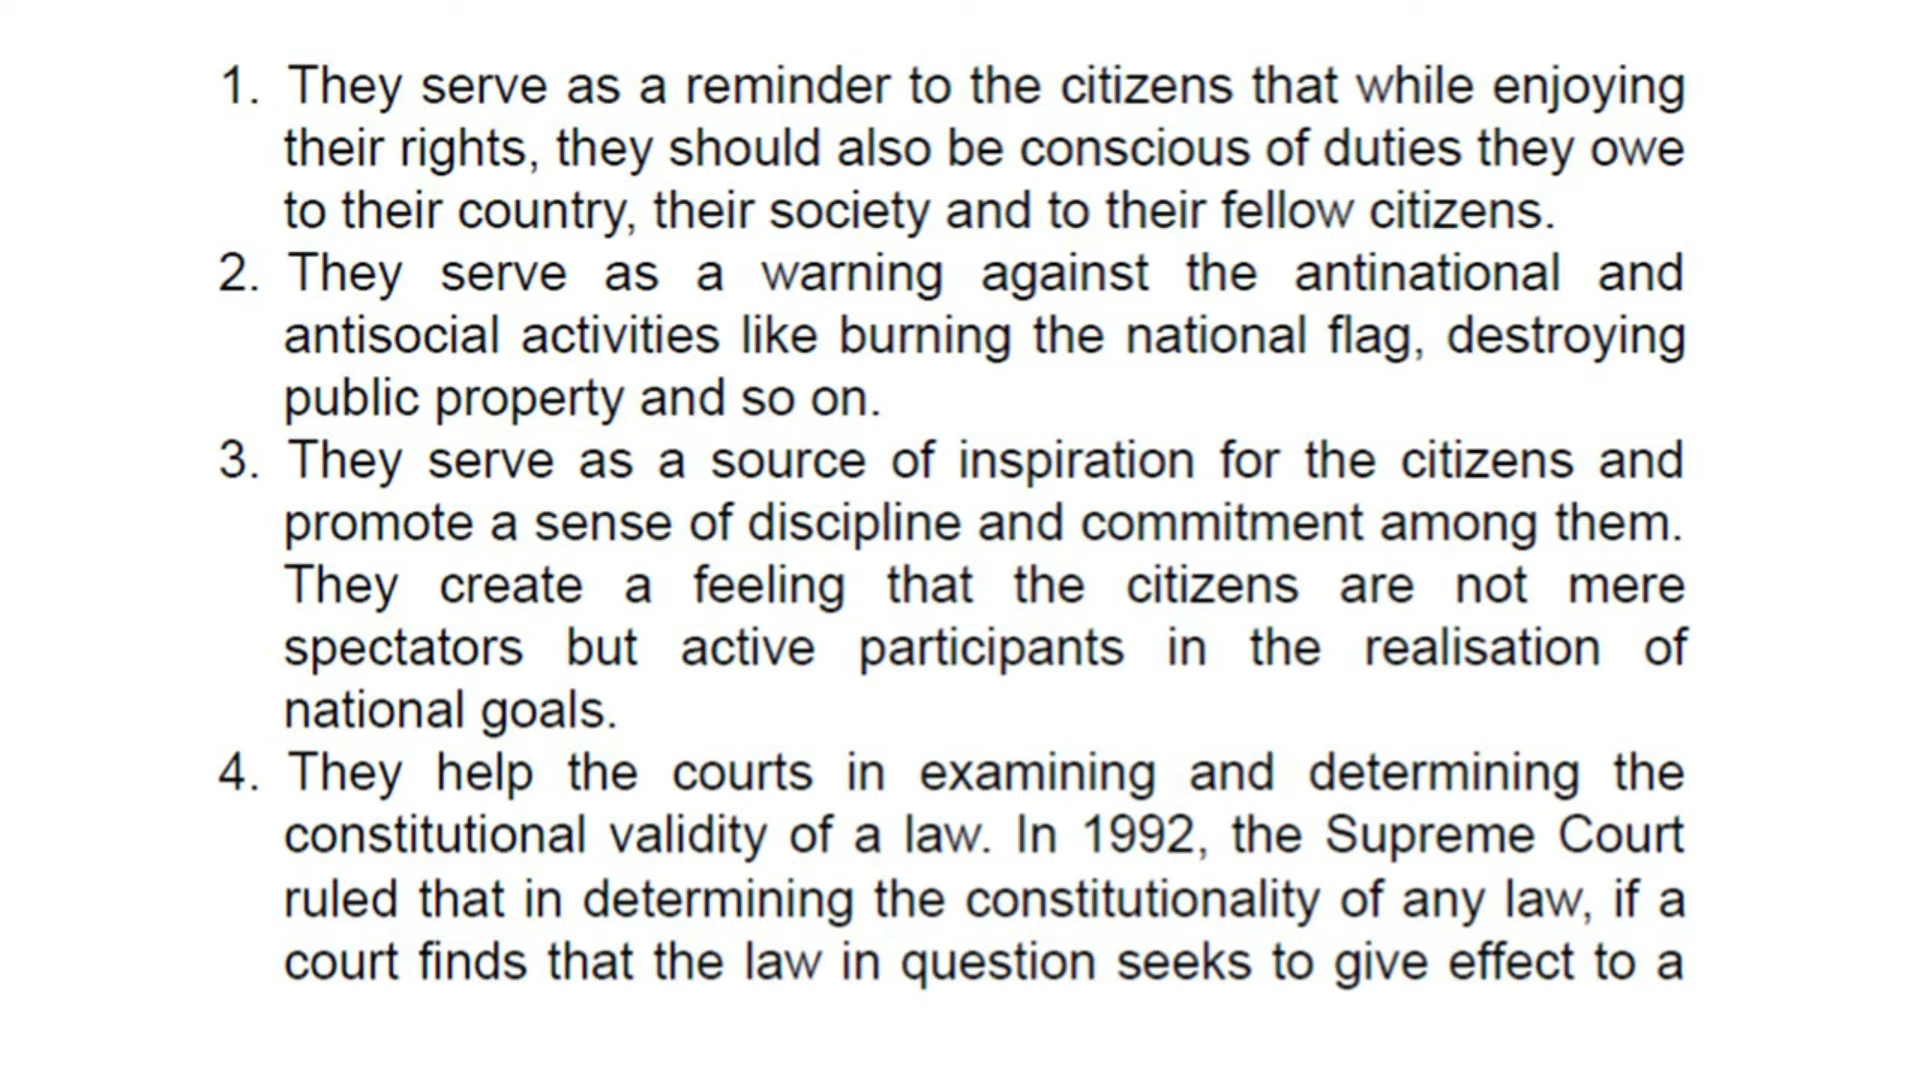 1. They serve as a reminder to the citizens that while enjoying
their rights, they should also be conscious of duties they owe
to their country, their society and to their fellow citizens.
2. They serve as a warning against the antinational and
antisocial activities like burning the national flag, destroying
public property and so on.
3. They serve as a source of inspiration for the citizens and
promote a sense of discipline and commitment among them.
They create a feeling that the citizens are not mere
spectators but active participants in the realisation of
national goals.
4. They help the courts in examining and determining the
constitutional validity of a law. In 1992, the Supreme Court
ruled that in determining the constitutionality of any law, if a
court finds that the law in question seeks to give effect to a